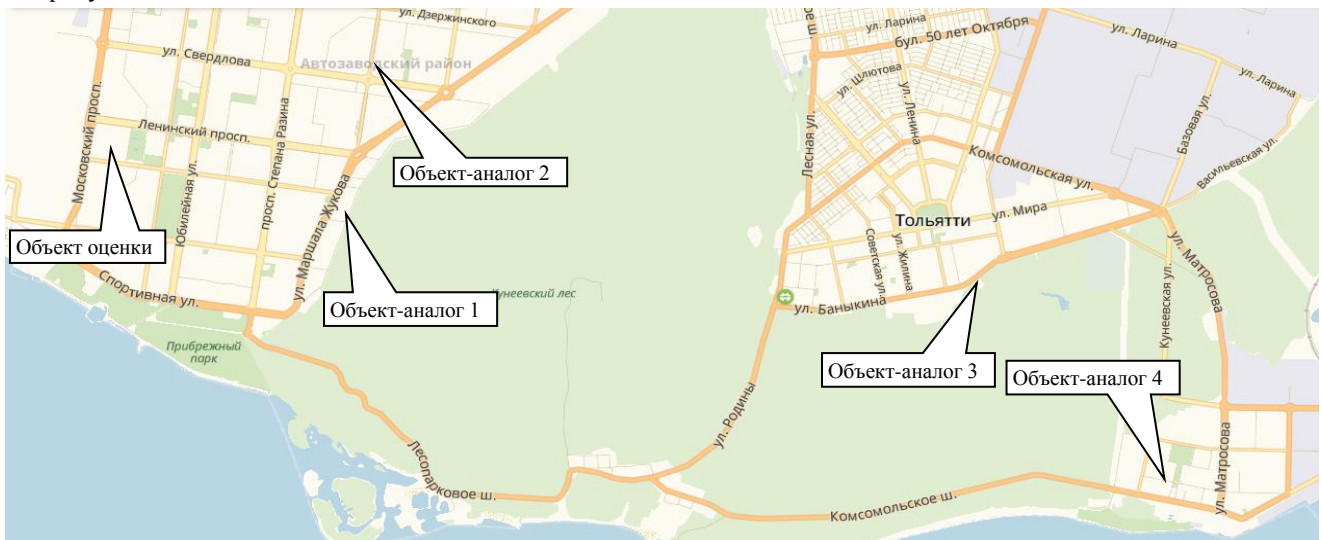 ул. Дзержинского
ул. Свердлова
Автозаводский район
Московский просп.
Ленинский просп.
Юбилейная ул.
просп. Степана Разина
ул. Маршала Жукова
Объект-аналог 2
Объект оценки
Объект-аналог 1
Спортивная ул.
Прибрежный
парк
Кунеевский лес
Лесопарковое ш.
ул. Родины
Комсомольское ш.
ул. Ларина
бул. 50 лет Октября
ул. Ларина
ул. Ларина
ул. Шлютова
ул. Ленина
Лесная ул.
Базовая ул.
Васильевская ул.
Комсомольская ул.
Тольятти
ул. Мира
Советская ул.
ул. Жилина
ул. Баныкина
ул. Матросова
Кунеевская ул.
Объект-аналог 3
Объект-аналог 4
ул. Матросова